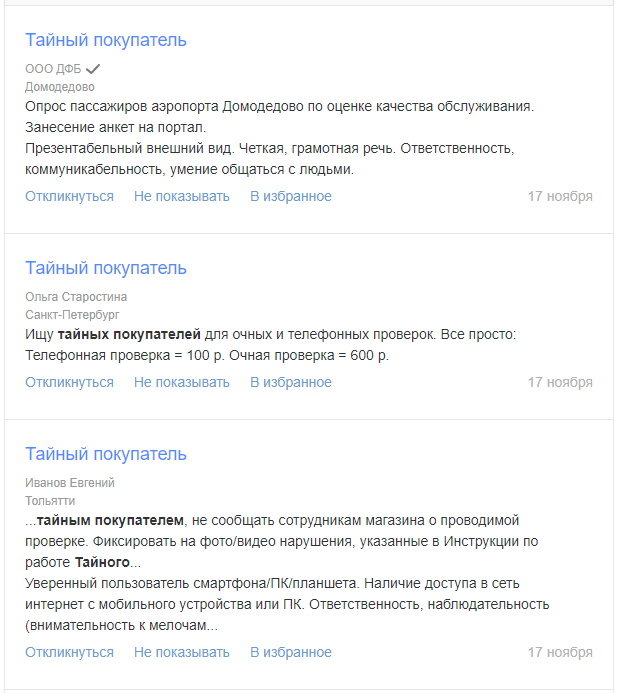 Тайный покупатель
ООО ДФБ
Домодедово
Опрос пассажиров аэропорта Домодедово по оценке качества обслуживания.
Занесение анкет на портал.
Презентабельный внешний вид. Четкая, грамотная речь. Ответственность,
коммуникабельность, умение общаться с людьми.
Откликнуться Не показывать В избранное 17 ноября
Тайный покупатель
Ольга Старостина
Санкт-Петербург
Ищу тайных покупателей для очных и телефонных проверок. Все просто:
Телефонная проверка = 100 р. Очная проверка = 600 р.
Откликнуться Не показывать В избранное 17 ноября
Тайный покупатель
Иванов Евгений
Тольятти
...тайным покупателем, не сообщать сотрудникам магазина о проводимой
проверке. Фиксировать на фото/видео нарушения, указанные в Инструкции по
работе Тайного...
Уверенный пользователь смартфона/ПК/планшета. Наличие доступа в сеть
интернет с мобильного устройства или ПК. Ответственность, наблюдательность
(внимательность к мелочам...
Откликнуться Не показывать В избранное 17 ноября